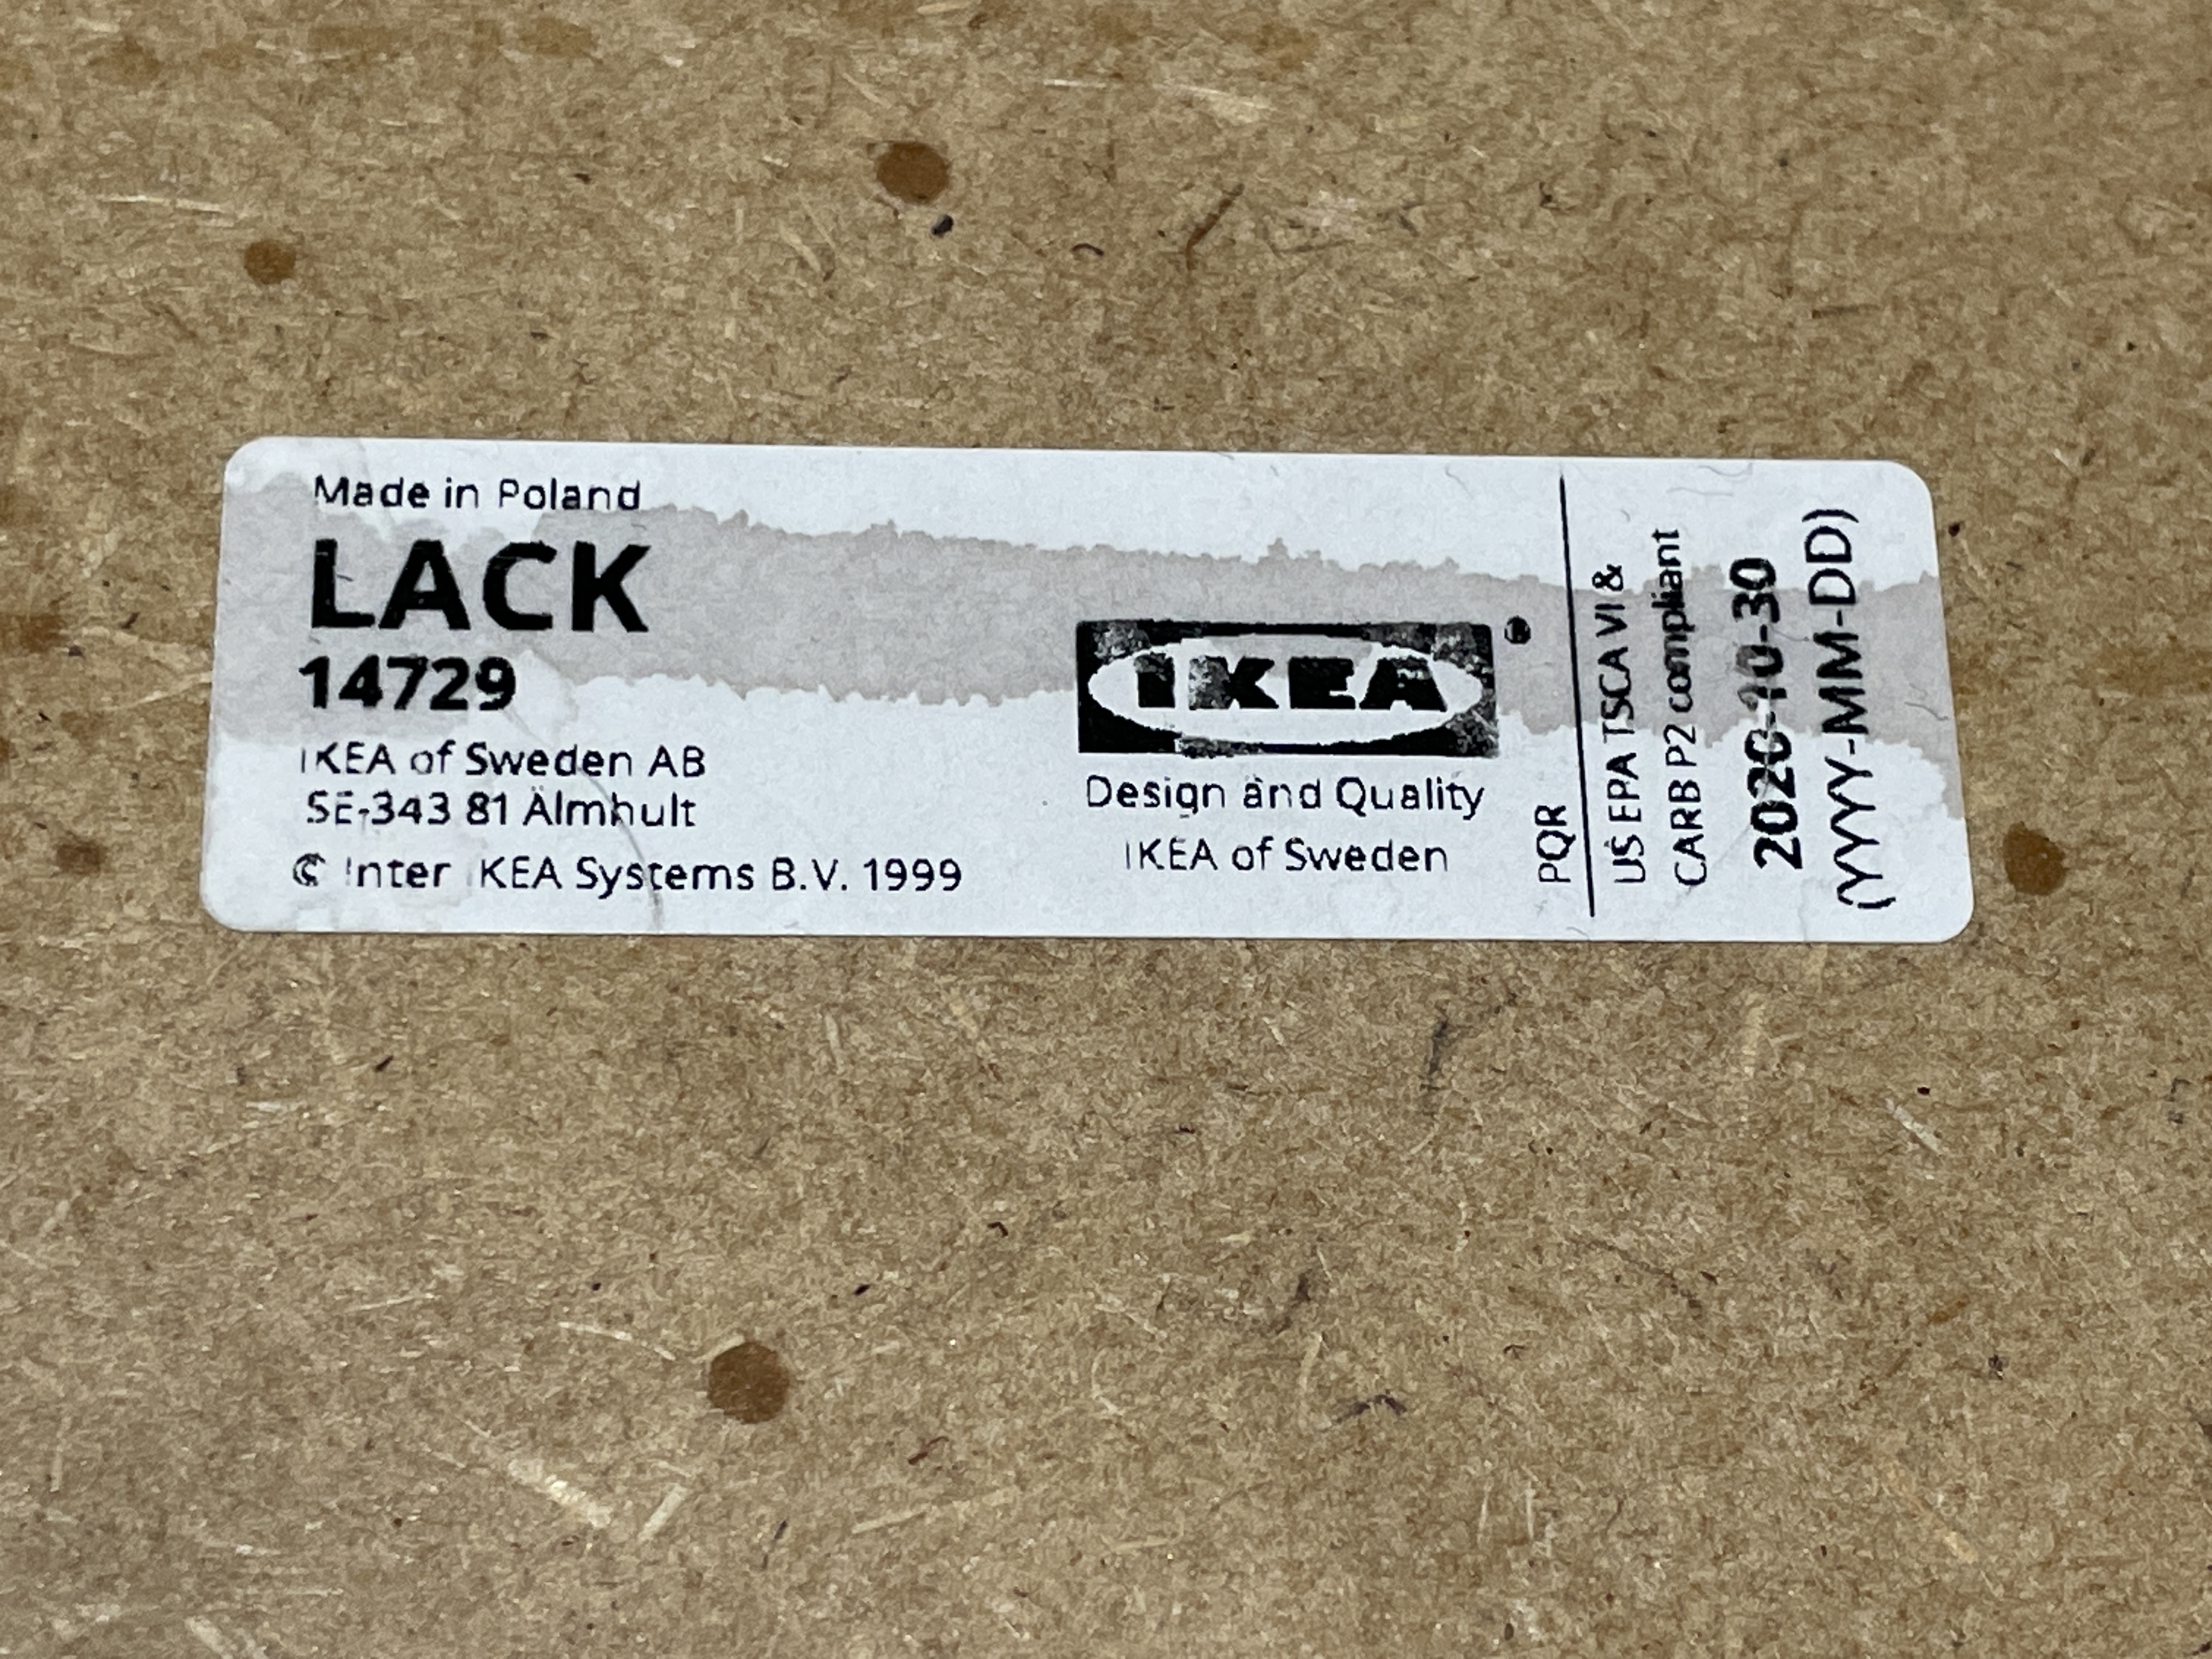 Made in Poland
LACK
14729
IKEA of Sweden AB
SE-343 81 Älmhult
© Inter IKEA Systems B.V. 1999
IKEA®
Design and Quality
IKEA of Sweden
PQR
US EPA TSCA VI &
CARB P2 compliant
2020-10-30
(YYYY-MM-DD)